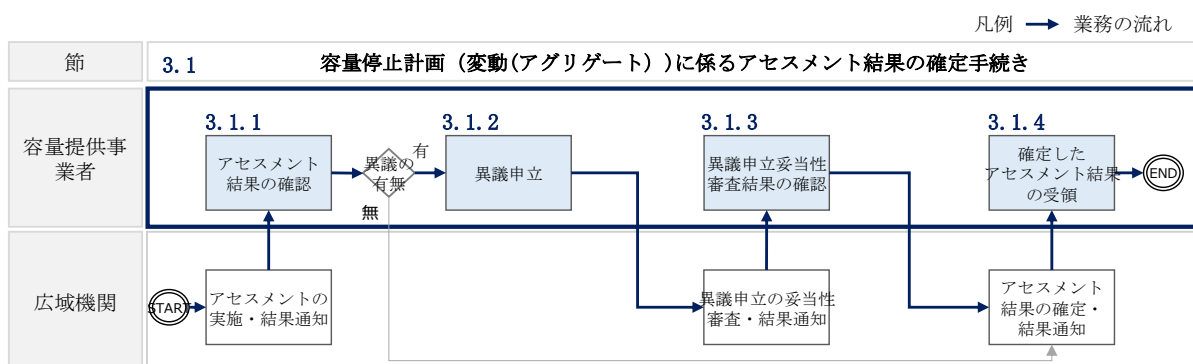 凡例 業務の流れ
節
3.1 容量停止計画（変動(アグリゲート）)に係るアセスメント結果の確定手続き
容量提供事
業者
3.1.1
アセスメント
結果の確認
異議の
有無
有
無
3.1.2
異議申立
3.1.3
異議申立妥当性
審査結果の確認
3.1.4
確定した
アセスメント結果
の受領
END
広域機関
START
アセスメントの
実施・結果通知
異議申立の妥当性
審査・結果通知
アセスメント
結果の確定・
結果通知